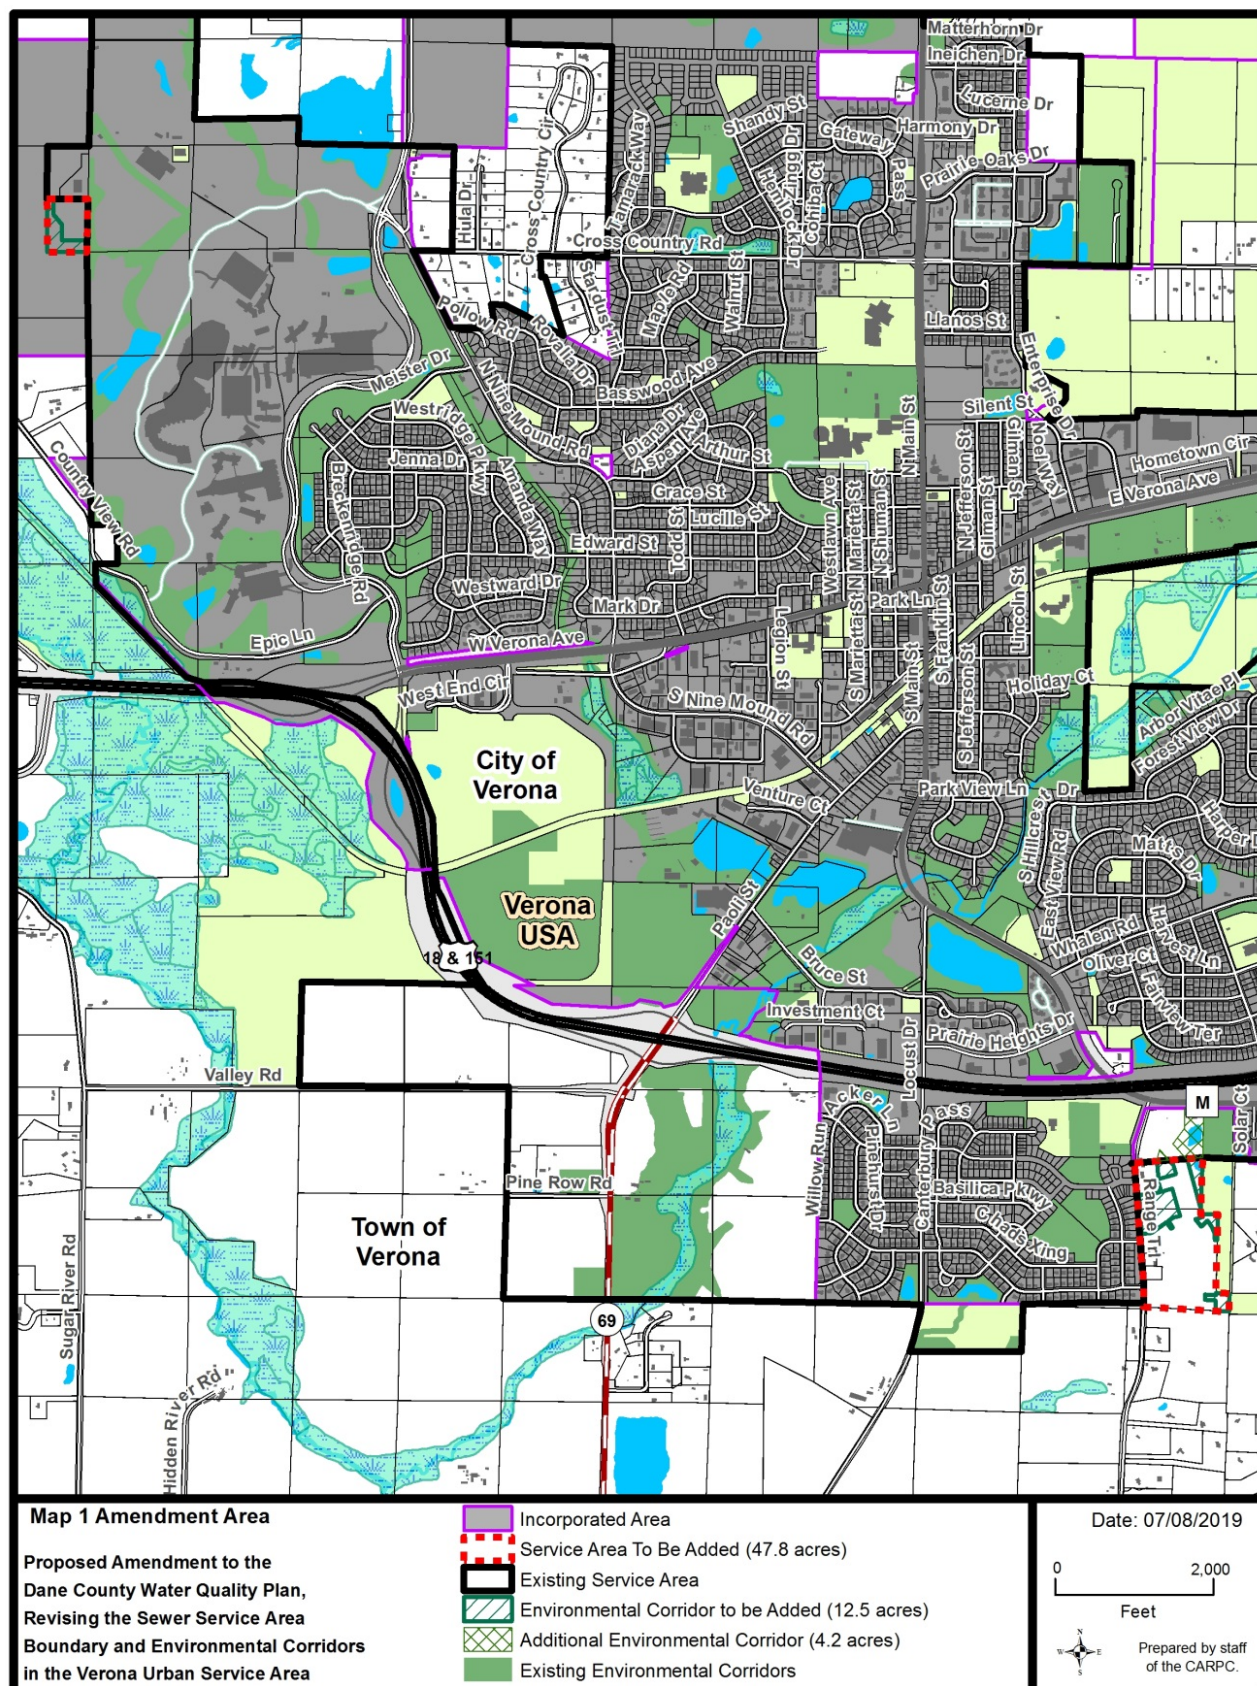 Matterhorn Dr
Ineichen Dr
Lucerne Dr
Shandy St
Gateway Pass
Harmony Dr
Prairie Oaks Dr
Tamarack Way
Hemlock Dr
Zingg Dr
Cohiba Ct
Hula Dr
Cross Country Cir
Cross Country Rd
Stardust
Maple Rd
Walnut St
Llanos St
Pollow Rd
Rovalia Dr
N Nine Mound Rd
Meister Dr
Basswood Ave
Enterprise Dr
Silent St
Westridge Pkwy
Diana Dr
Aspen Ave
Arthur St
N Main St
Noel Way
Gilman St
Hometown Cir
Country View Rd
Jenna Dr
Breckenridge Rd
Amanda Way
Grace St
Lucille St
E Verona Ave
Westlawn Ave
N Marietta St
N Shuman St
N Jefferson St
Gilman St
Edward St
Todd St
Westward Dr
Mark Dr
Park Ln
Lincoln St
Epic Ln
W Verona Ave
Legion St
S Marietta St
S Franklin St
S Main St
S Jefferson St
Holiday Ct
Arbor Vitae Pl
Forest View Dr
West End Cir
S Nine Mound Rd
City of
Verona
Venture Ct
Park View Ln
S Hillcrest Dr
Harper
Matts Dr
East View Rd
Verona
USA
Paoli St
Whalen Rd
Oliver Ct
Harvest Ln
18 & 151
Bruce St
Fairview Ter
Investment Ct
Prairie Heights Dr
Locust Dr
Valley Rd
Acker Ln
M
Solar Ct
Willow Run
Pinehurst Dr
Canterbury Pass
Basilica Pkwy
Range Trl
Pine Row Rd
Chads Xing
Town of
Verona
Sugar River Rd
69
Hidden River Rd
Map 1 Amendment Area
Proposed Amendment to the
Dane County Water Quality Plan,
Revising the Sewer Service Area
Boundary and Environmental Corridors
in the Verona Urban Service Area
Incorporated Area
Service Area To Be Added (47.8 acres)
Existing Service Area
Environmental Corridor to be Added (12.5 acres)
Additional Environmental Corridor (4.2 acres)
Existing Environmental Corridors
Date: 07/08/2019
0 2,000
Feet
N
W E
S
Prepared by staff
of the CARPC.